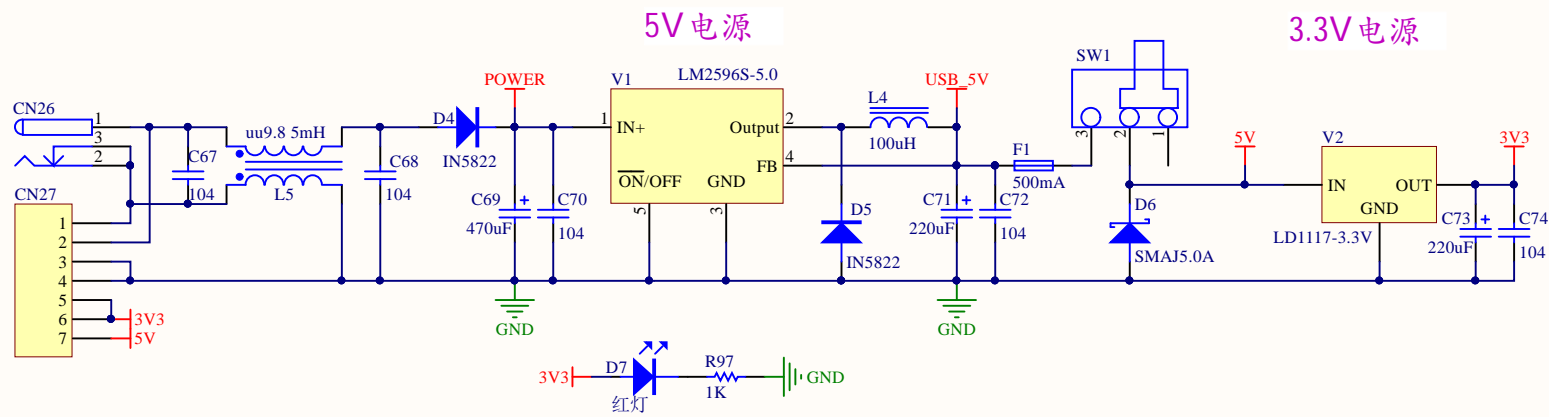 5V 电源
3.3V 电源
CN26
1
3
2
C67
104
uu9.8 5mH
L5
C68
104
D4
IN5822
POWER
C69
470uF
C70
104
V1
LM2596S-5.0
1
IN+
Output
2
FB
4
ON/OFF
GND
5
3
L4
100uH
USB_5V
D5
IN5822
C71
220uF
C72
104
F1
500mA
SW1
3
2
1
D6
SMAJ5.0A
5V
V2
IN
OUT
GND
LD1117-3.3V
3V3
C73
220uF
C74
104
CN27
1
2
3
4
5
6
7
3V3
5V
GND
GND
3V3
D7
红灯
R97
1K
GND